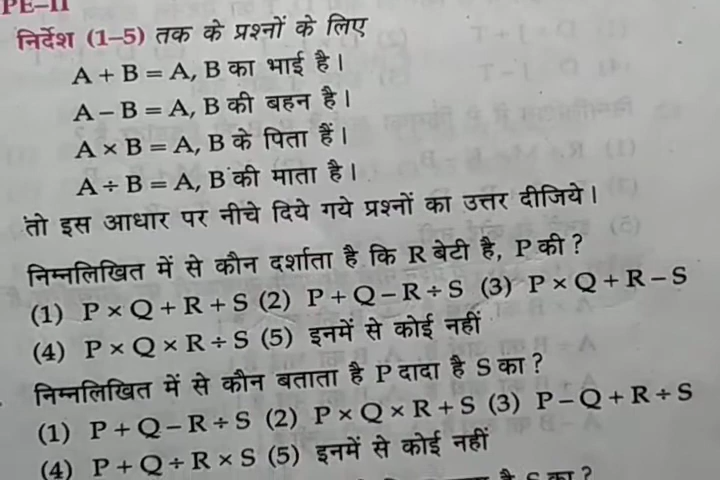 PE–II
निर्देश (1–5) तक के प्रश्नों के लिए
A + B = A, B का भाई है।
A – B = A, B की बहन है।
A × B = A, B के पिता हैं।
A ÷ B = A, B की माता है।
तो इस आधार पर नीचे दिये गये प्रश्नों का उत्तर दीजिये।
निम्नलिखित में से कौन दर्शाता है कि R बेटी है, P की ?
(1) P × Q + R + S (2) P + Q – R ÷ S (3) P × Q + R – S
(4) P × Q × R ÷ S (5) इनमें से कोई नहीं
निम्नलिखित में से कौन बताता है P दादा है S का ?
(1) P + Q – R ÷ S (2) P × Q × R + S (3) P – Q + R ÷ S
(4) P + Q ÷ R × S (5) इनमें से कोई नहीं
है S का ?